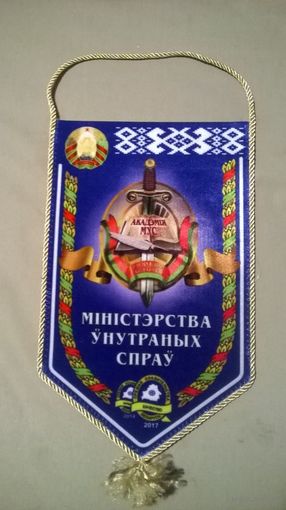 АКАДЭМІЯ
МУС
МІНІСТЭРСТВА
ЎНУТРАНЫХ
СПРАЎ
2017